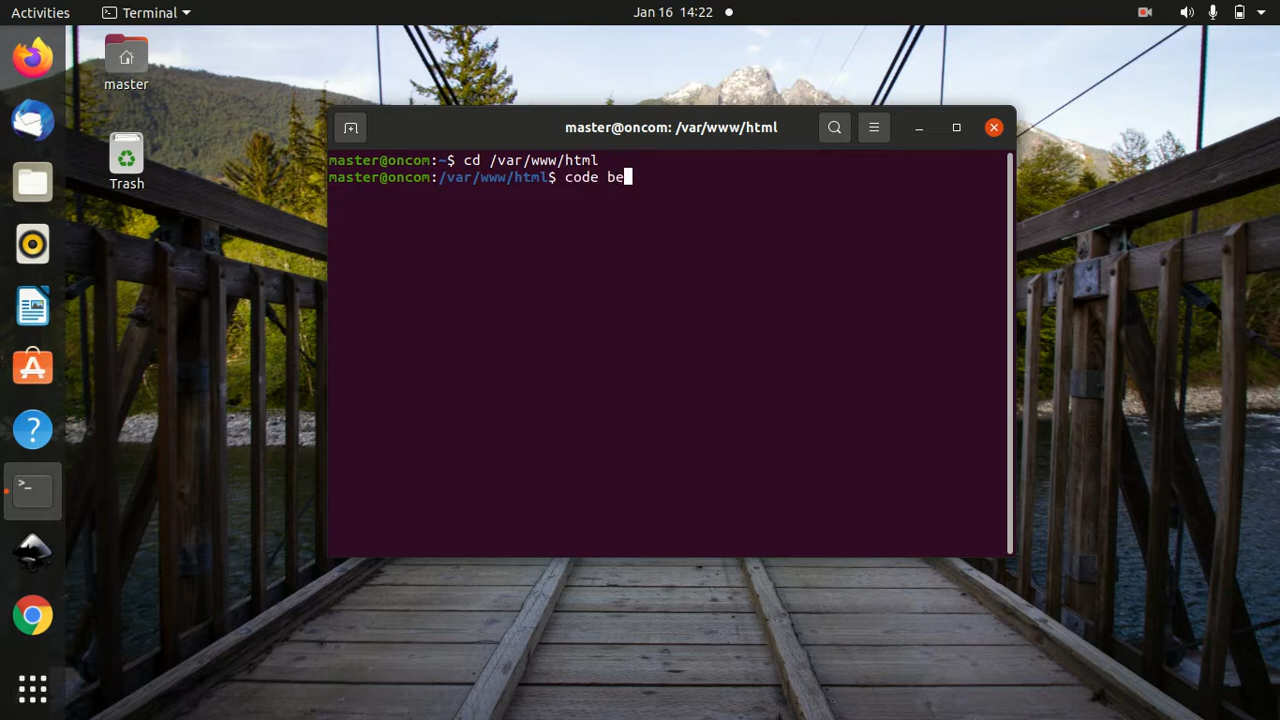 Activities
Terminal
Jan 16 14:22
master
Trash
master@oncom: /var/www/html
master@oncom:~$ cd /var/www/html
master@oncom:/var/www/html$ code be